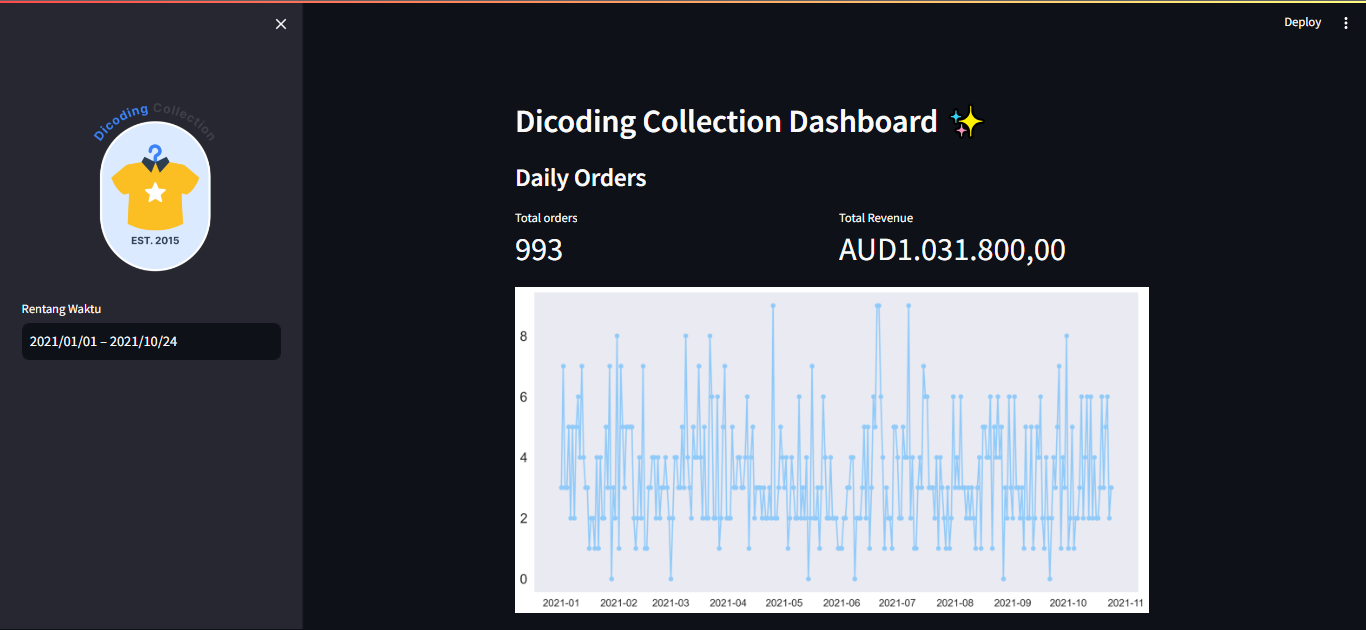 Deploy
Dicoding Collection
EST. 2015
Rentang Waktu
2021/01/01 – 2021/10/24
Dicoding Collection Dashboard ✨
Daily Orders
Total orders
993
Total Revenue
AUD1.031.800,00
8
6
4
2
0
2021-01 2021-02 2021-03 2021-04 2021-05 2021-06 2021-07 2021-08 2021-09 2021-10 2021-11